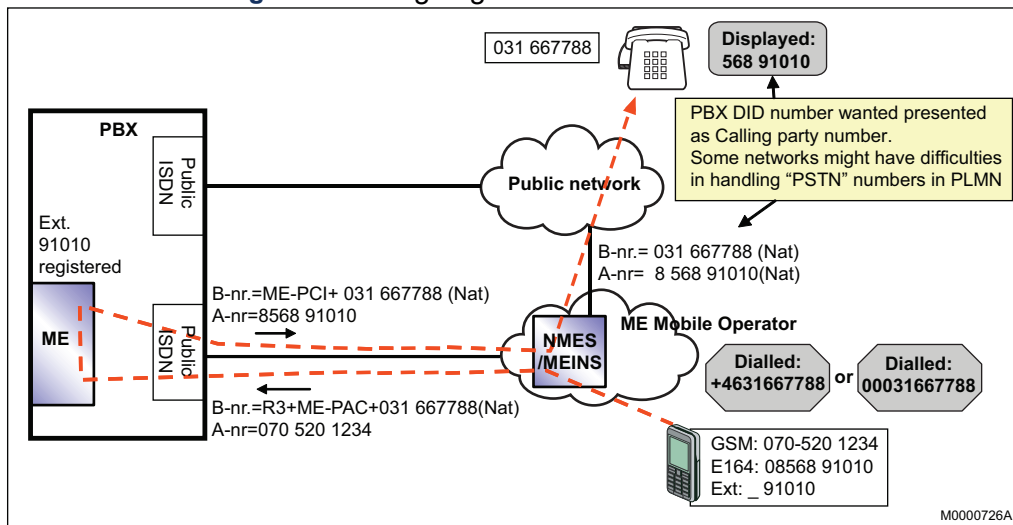 031 667788
Displayed:
568 91010
PBX DID number wanted presented
as Calling party number.
Some networks might have difficulties
in handling “PSTN” numbers in PLMN
PBX
Public
ISDN
Public network
Ext.
91010
registered
B-nr.= 031 667788 (Nat)
A-nr= 8 568 91010(Nat)
B-nr.=ME-PCI+ 031 667788 (Nat)
A-nr=8568 91010
ME
Public
ISDN
ME Mobile Operator
NMES
/MEINS
Dialled:
+4631667788
or
Dialled:
00031667788
B-nr.=R3+ME-PAC+031 667788(Nat)
A-nr=070 520 1234
GSM: 070-520 1234
E164: 08568 91010
Ext: _ 91010
M0000726A